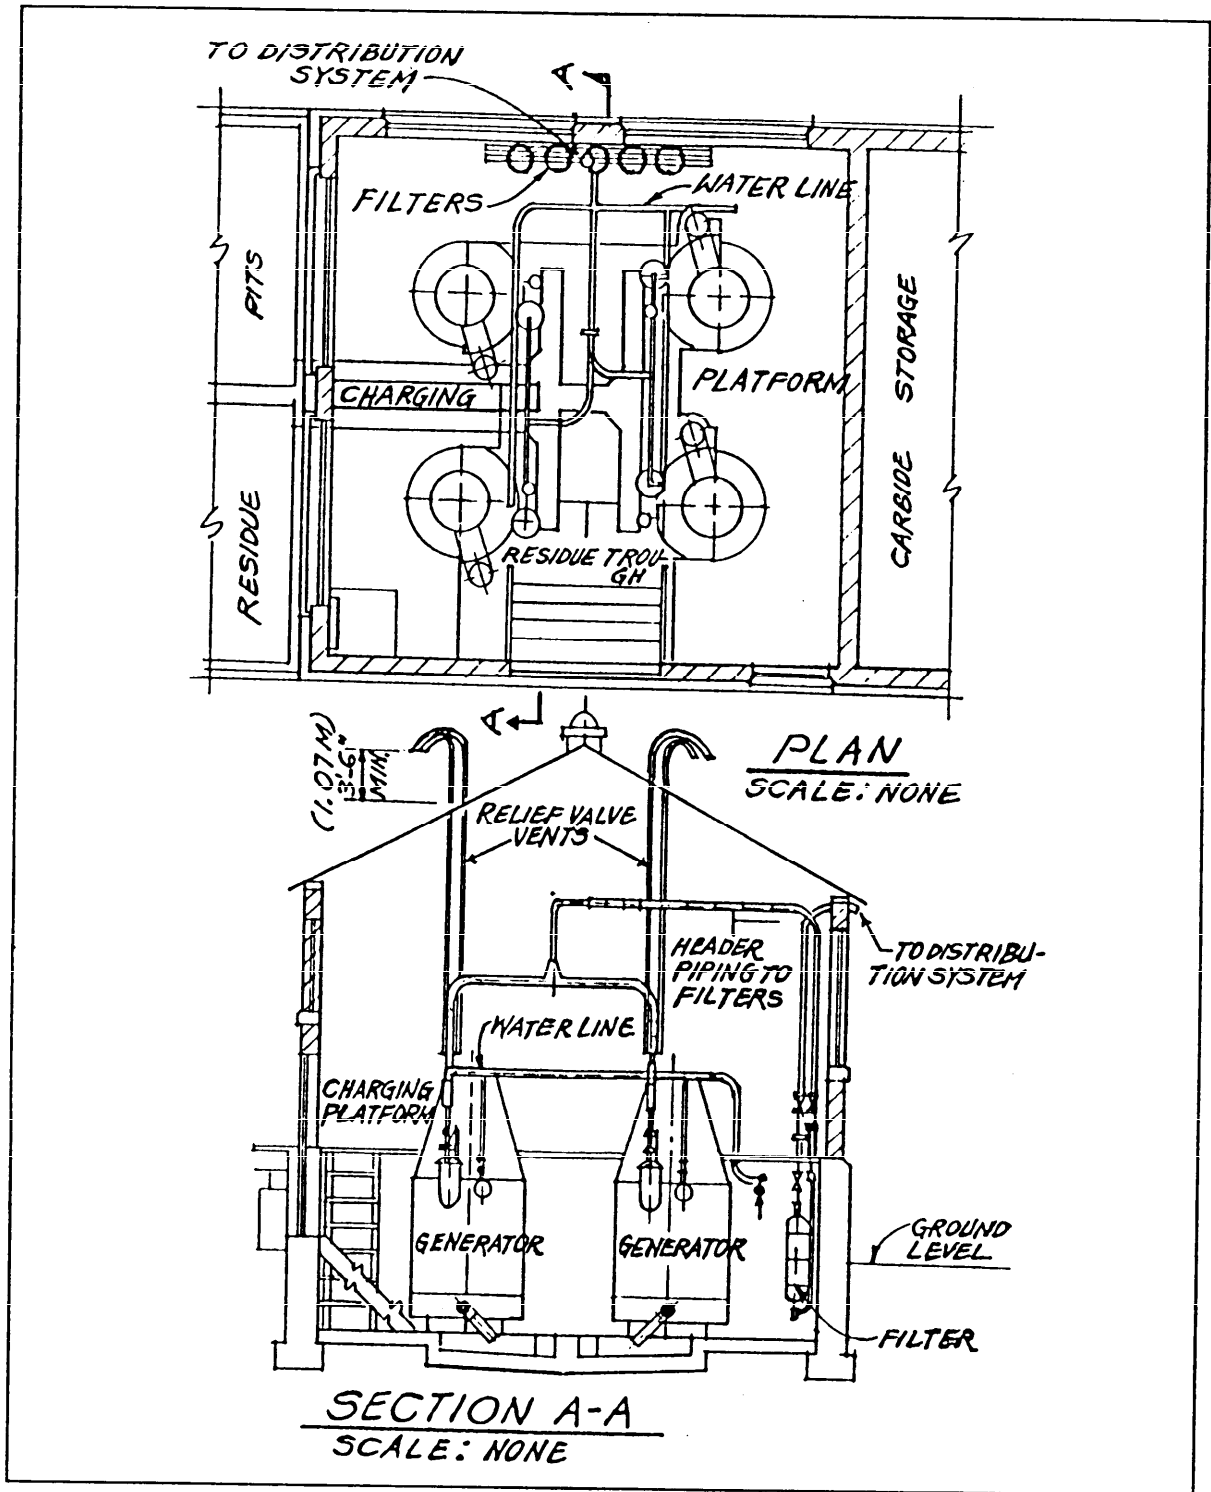 TO DISTRIBUTION
SYSTEM
A
FILTERS
WATER LINE
PITS
CHARGING
PLATFORM
CARBIDE STORAGE
RESIDUE
RESIDUE TROU-
GH
A
PLAN
SCALE: NONE
(1.07 M)
3'-6"
MIN.
RELIEF VALVE
VENTS
HEADER
PIPING TO
FILTERS
TO DISTRIBU-
TION SYSTEM
WATER LINE
CHARGING
PLATFORM
GENERATOR
GENERATOR
GROUND
LEVEL
FILTER
SECTION A-A
SCALE: NONE